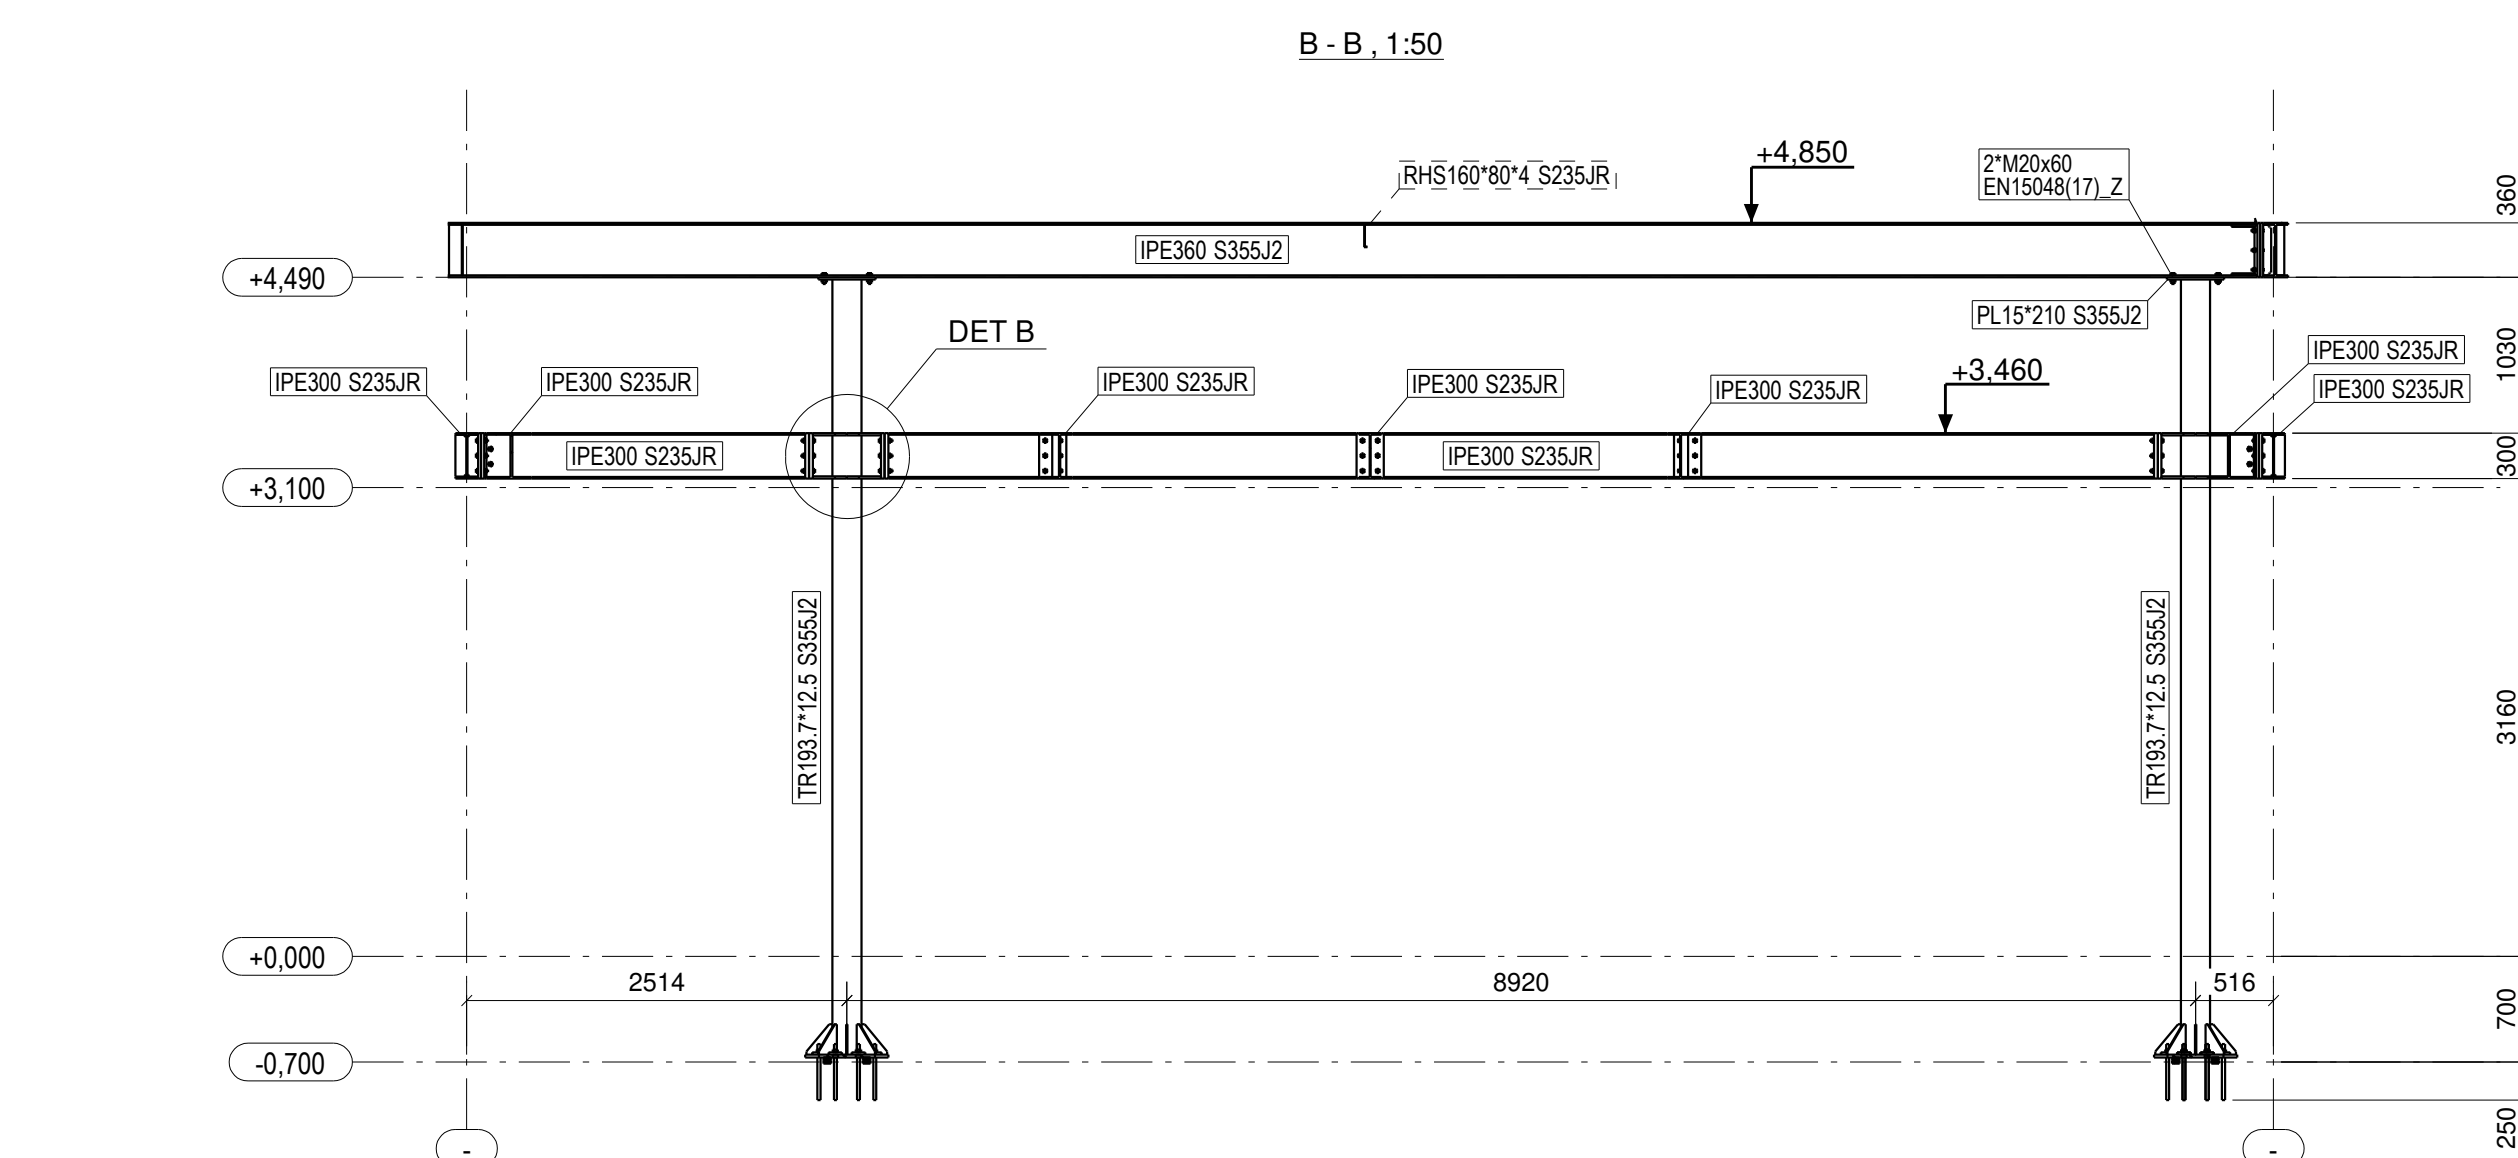 B - B , 1:50
+4,850
RHS160*80*4 S235JR
2*M20x60
EN15048(17)_Z
360
IPE360 S355J2
+4,490
PL15*210 S355J2
DET B
1030
IPE300 S235JR
+3,460
IPE300 S235JR
IPE300 S235JR
IPE300 S235JR
IPE300 S235JR
IPE300 S235JR
IPE300 S235JR
IPE300 S235JR
IPE300 S235JR
300
+3,100
TR193.7*12.5 S355J2
TR193.7*12.5 S355J2
3160
+0,000
2514
8920
516
700
-0,700
250
-
-